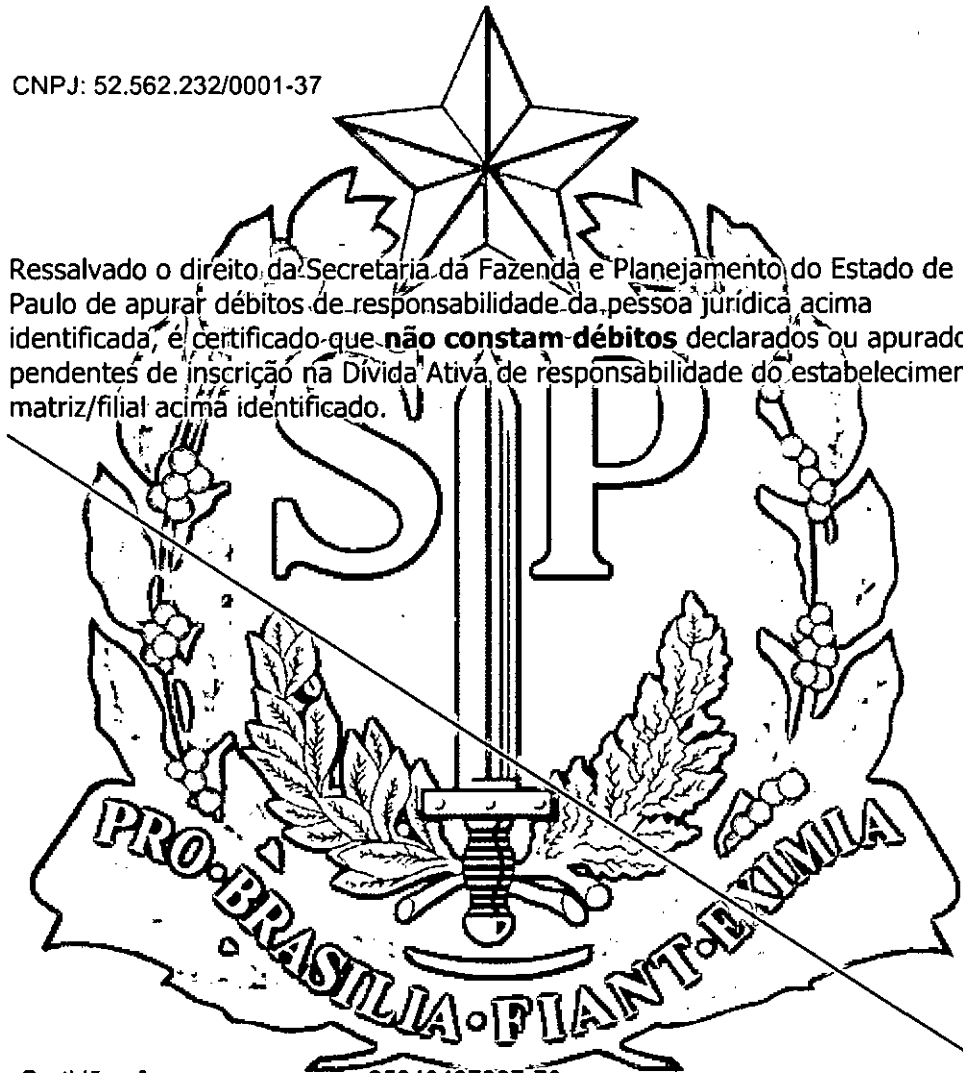 CNPJ: 52.562.232/0001-37
Ressalvado o direito da Secretaria da Fazenda e Planejamento do Estado de
Paulo de apurar débitos de responsabilidade da pessoa jurídica acima
identificada, é certificado que não constam débitos declarados ou apurado
pendentes de inscrição na Dívida Ativa de responsabilidade do estabelecimen
matriz/filial acima identificado.
SP
PRO•BRASILIA•FIANT•EXIMIA